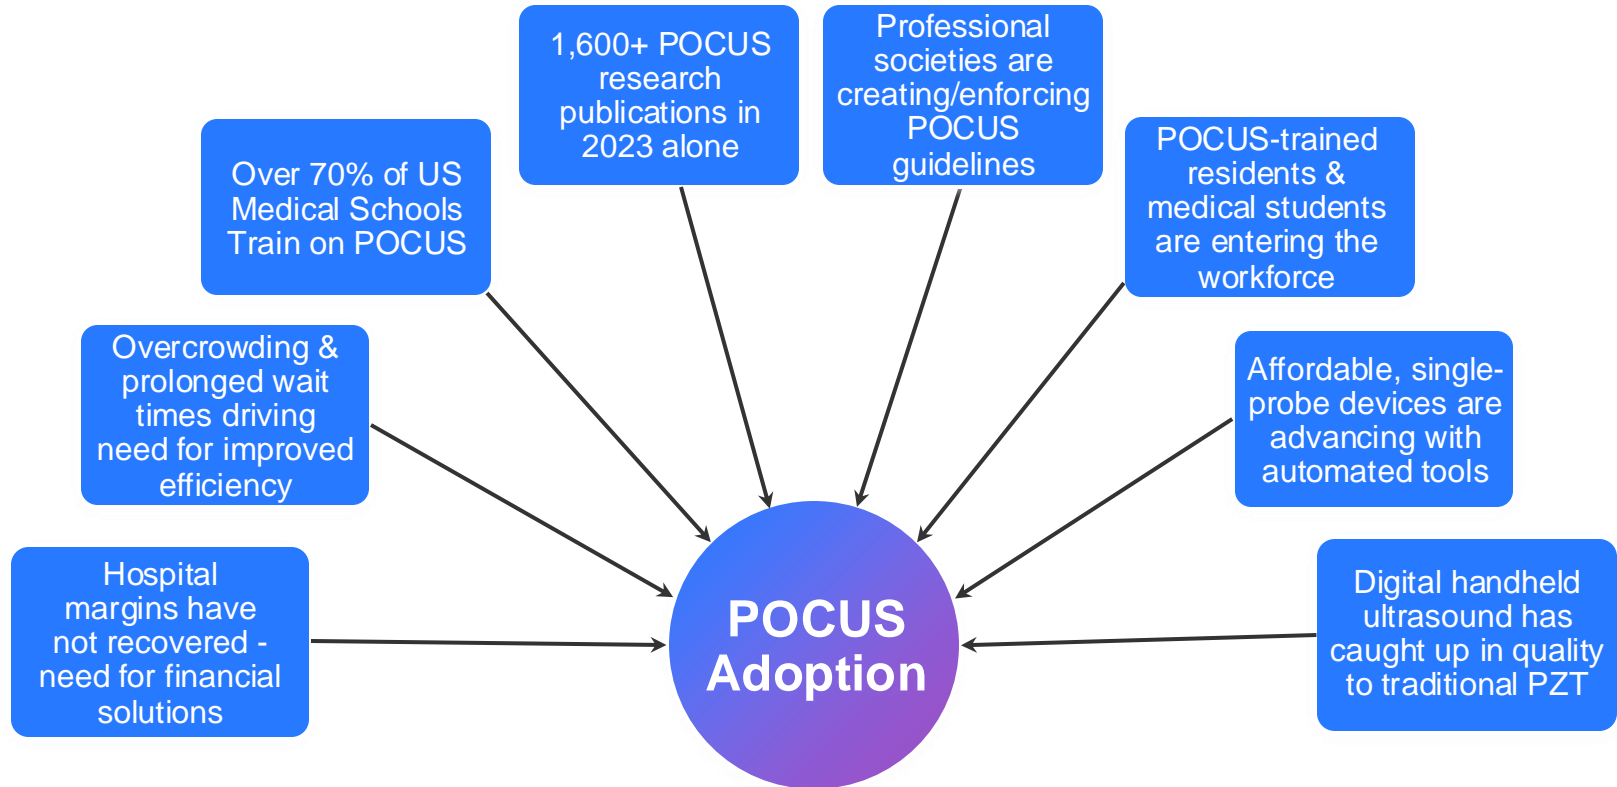 1,600+ POCUS
research
publications in
2023 alone
Professional
societies are
creating/enforcing
POCUS
guidelines
Over 70% of US
Medical Schools
Train on POCUS
POCUS-trained
residents &
medical students
are entering the
workforce
Overcrowding &
prolonged wait
times driving
need for improved
efficiency
Affordable, single-
probe devices are
advancing with
automated tools
Hospital
margins have
not recovered -
need for financial
solutions
POCUS
Adoption
Digital handheld
ultrasound has
caught up in quality
to traditional PZT